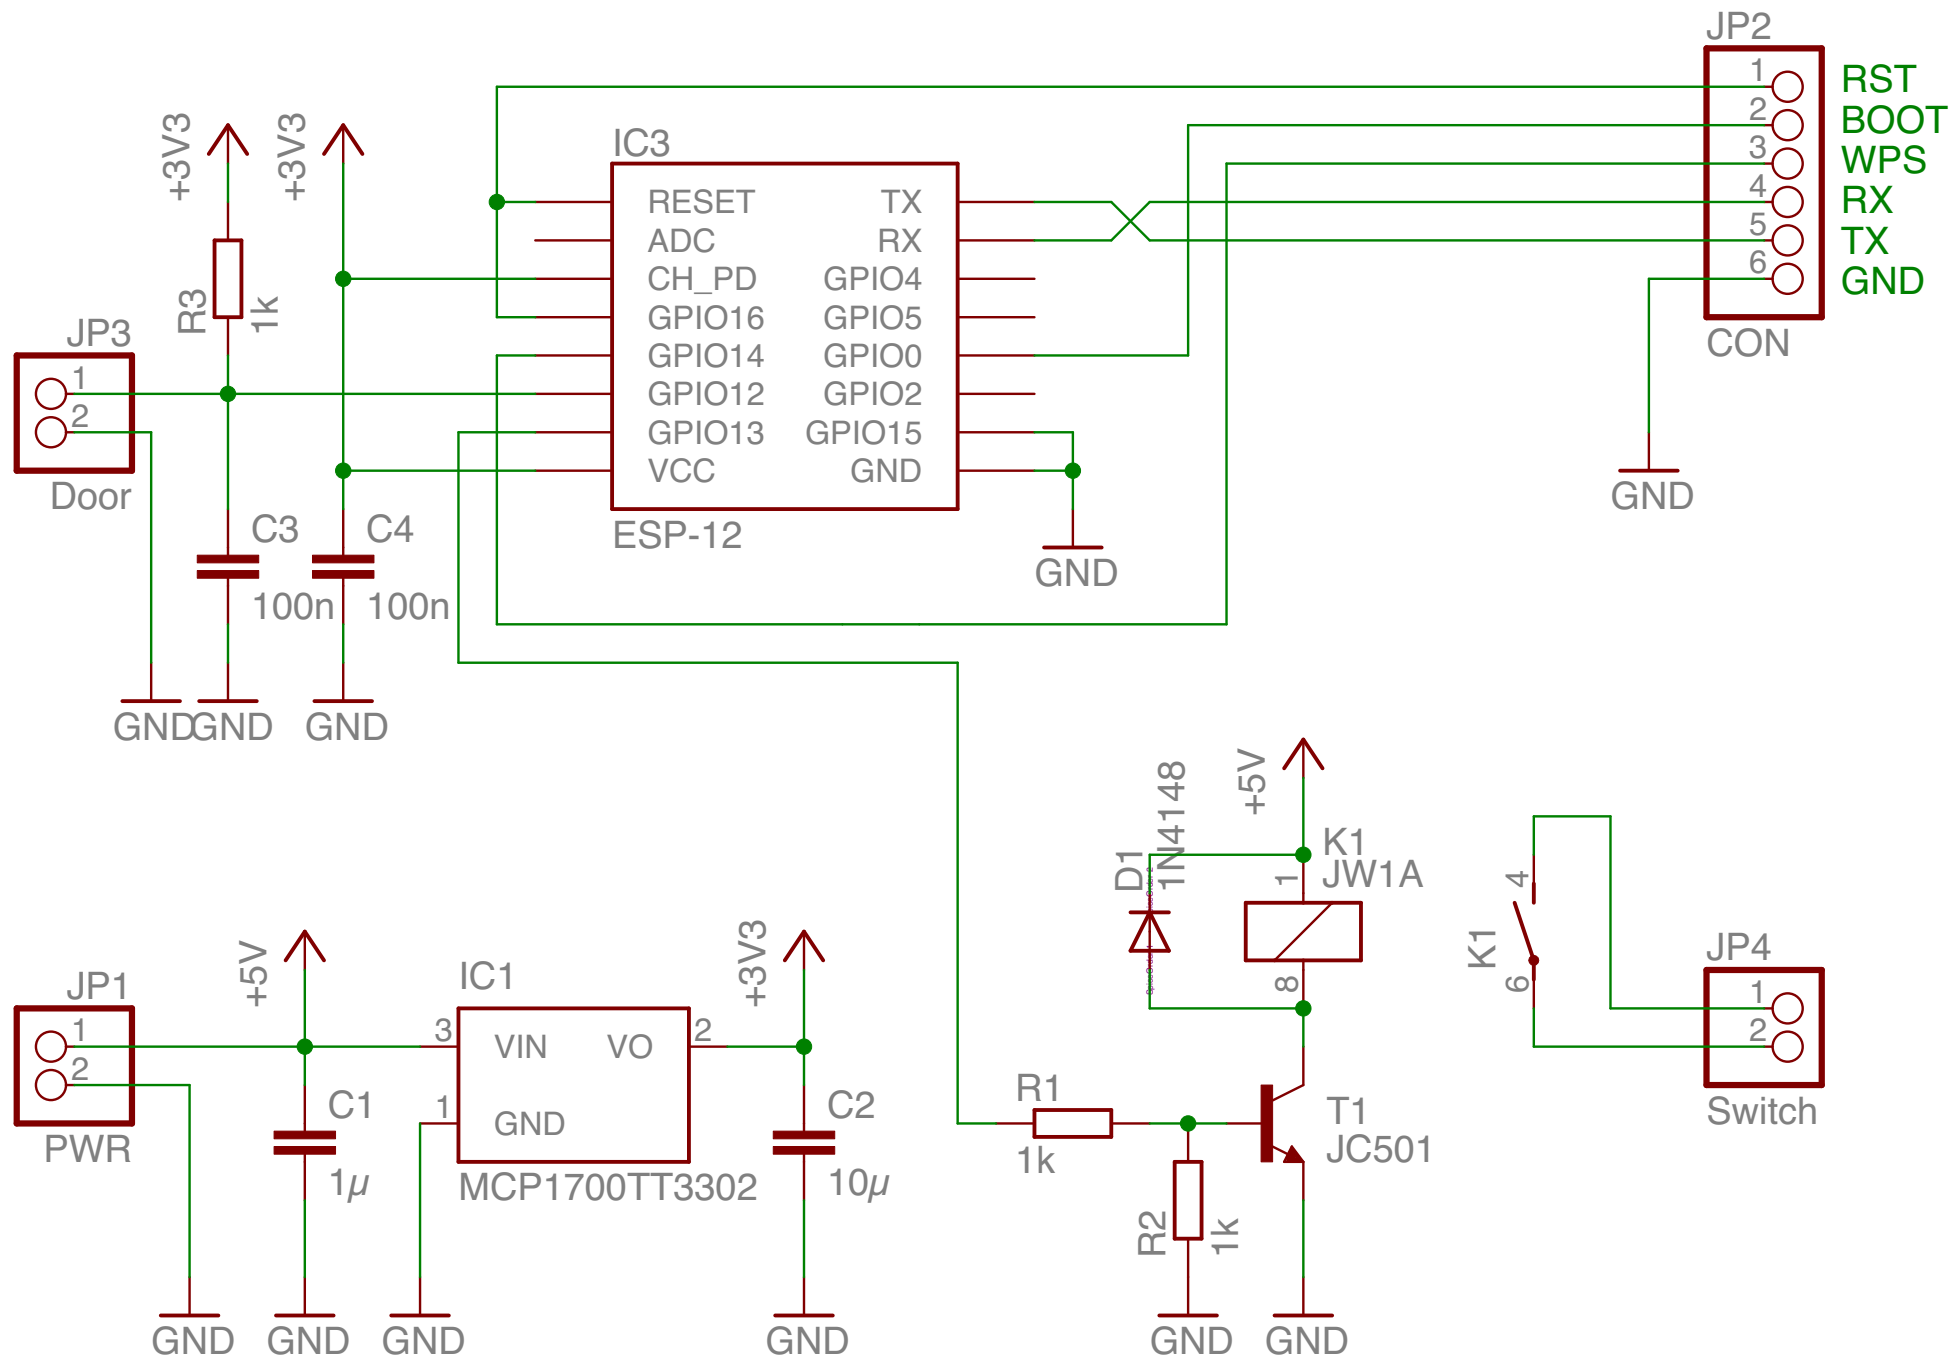 JP2
1
RST
2
BOOT
3
WPS
4
RX
5
TX
6
GND
CON
GND
+3V3
+3V3
R3
1k
JP3
1
2
Door
C3
100n
C4
100n
GND
GND
GND
IC3
RESET
ADC
CH_PD
GPIO16
GPIO14
GPIO12
GPIO13
VCC
TX
RX
GPIO4
GPIO5
GPIO0
GPIO2
GPIO15
GND
ESP-12
GND
JP1
1
2
PWR
+5V
C1
1µ
IC1
3
VIN
VO
2
1
GND
MCP1700TT3302
+3V3
C2
10µ
GND
GND
GND
GND
D1
1N4148
+5V
K1
JW1A
1
8
R1
1k
R2
1k
T1
JC501
GND
GND
K1
4
6
JP4
1
2
Switch